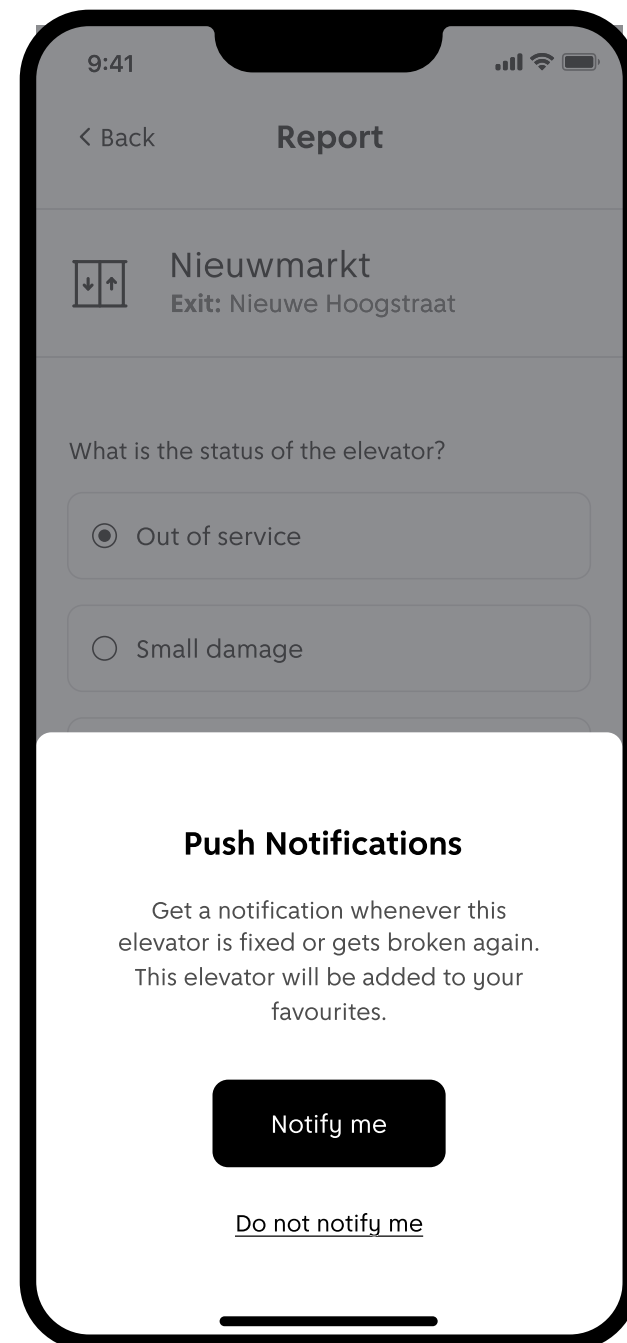 9:41
Back
Report
Nieuwmarkt
Exit: Nieuwe Hoogstraat
What is the status of the elevator?
Out of service
Small damage
Push Notifications
Get a notification whenever this
elevator is fixed or gets broken again.
This elevator will be added to your
favourites.
Notify me
Do not notify me